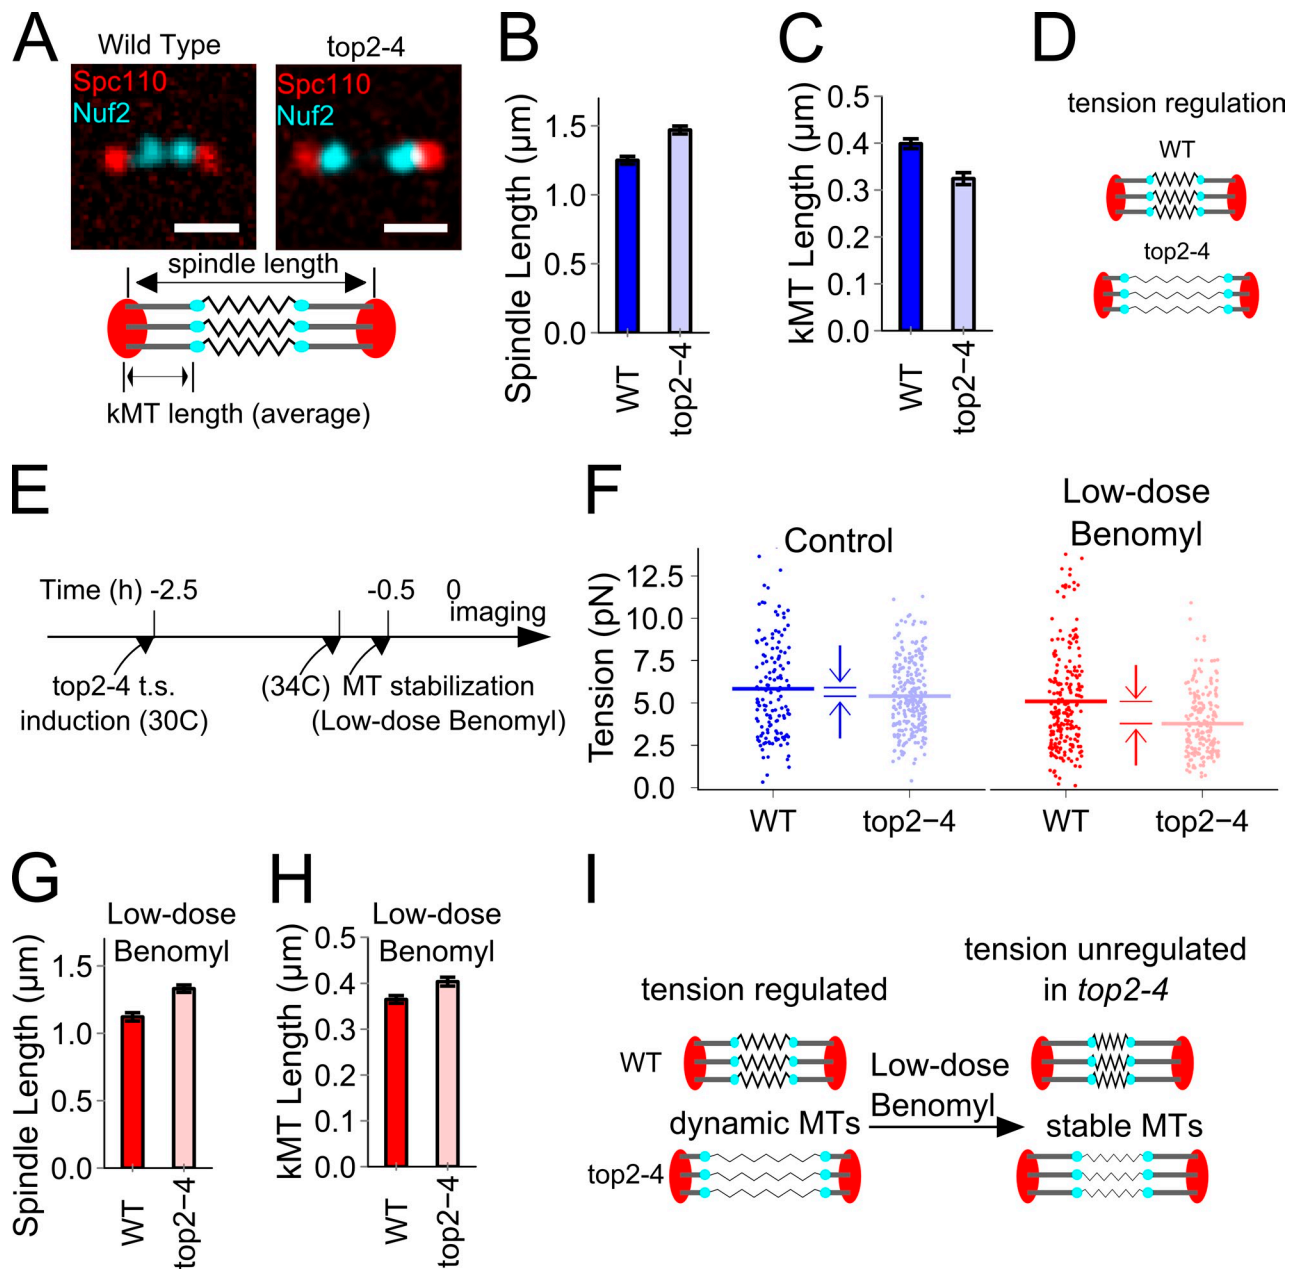 A
Wild Type
top2-4
Spc110
Nuf2
Spc110
Nuf2
spindle length
kMT length (average)
B
Spindle Length (μm)
1.5
1.0
0.5
0.0
WT
top2−4
C
kMT Length (μm)
0.5
0.4
0.3
0.2
0.1
0.0
WT
top2−4
D
tension regulation
WT
top2-4
E
Time (h) -2.5
-0.5
0
imaging
top2-4 t.s.
induction (30C)
(34C)
MT stabilization
(Low-dose Benomyl)
F
Control
Low-dose
Benomyl
Tension (pN)
12.5
10.0
7.5
5.0
2.5
0.0
WT
top2−4
WT
top2−4
G
Low-dose
Benomyl
Spindle Length (μm)
1.5
1.0
0.5
0.0
WT
top2−4
H
Low-dose
Benomyl
kMT Length (μm)
0.5
0.4
0.3
0.2
0.1
0.0
WT
top2−4
I
tension regulated
tension unregulated
in top2-4
WT
Low-dose
Benomyl
dynamic MTs
stable MTs
top2-4